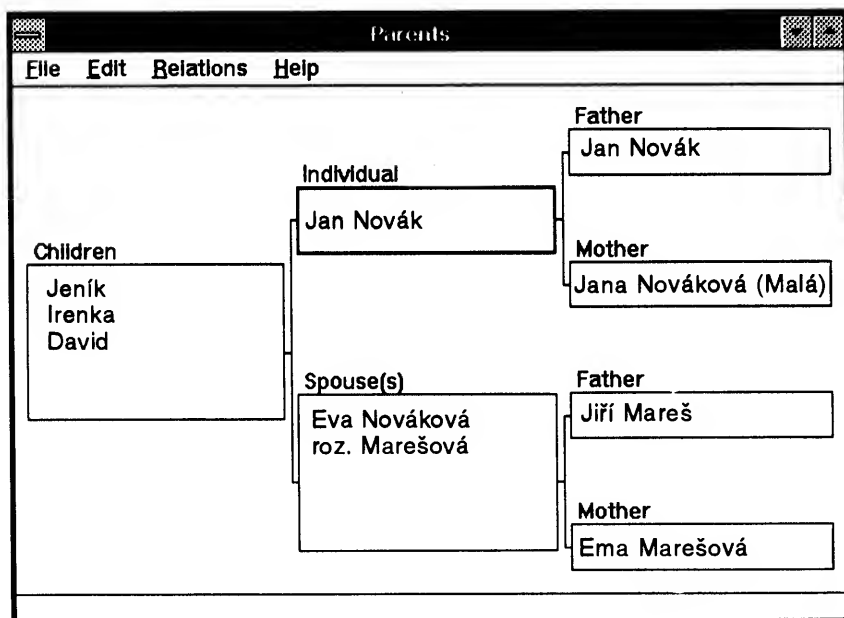 Parents
File Edit Relations Help
Father
Jan Novák
Individual
Jan Novák
Mother
Jana Nováková (Malá)
Children
Jeník
Irenka
David
Spouse(s)
Eva Nováková
roz. Marešová
Father
Jiří Mareš
Mother
Ema Marešová